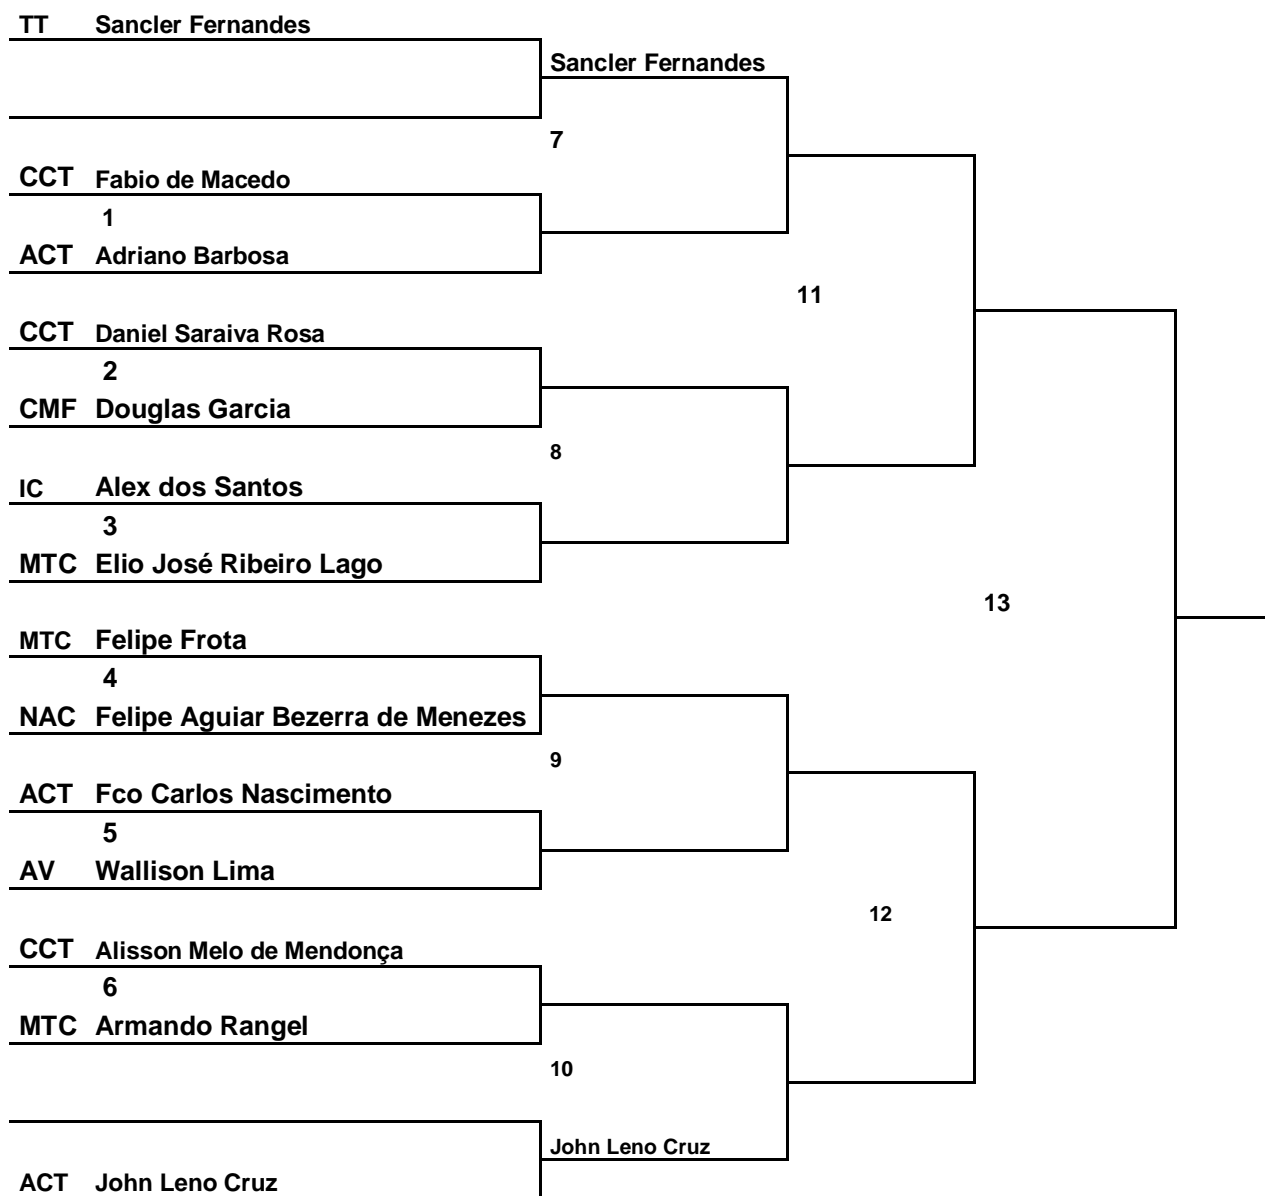 TT Sancler Fernandes
Sancler Fernandes
7
CCT Fabio de Macedo
1
ACT Adriano Barbosa
11
CCT Daniel Saraiva Rosa
2
CMF Douglas Garcia
8
IC Alex dos Santos
3
MTC Elio José Ribeiro Lago
13
MTC Felipe Frota
4
NAC Felipe Aguiar Bezerra de Menezes
9
ACT Fco Carlos Nascimento
5
AV Wallison Lima
12
CCT Alisson Melo de Mendonça
6
MTC Armando Rangel
10
John Leno Cruz
ACT John Leno Cruz